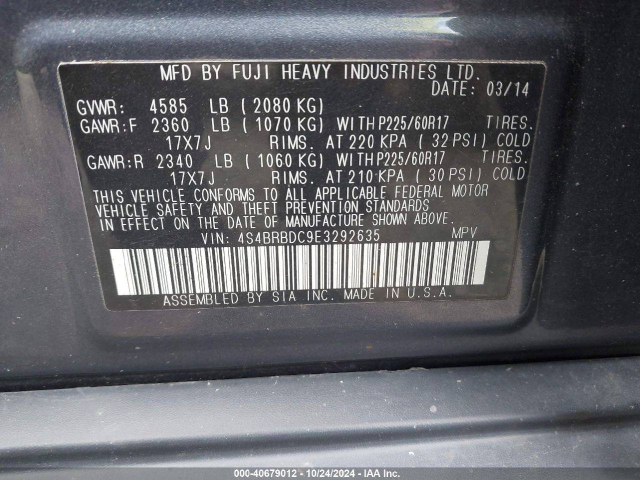 MFD BY FUJI HEAVY INDUSTRIES LTD.
DATE: 03/14
GVWR: 4585 LB (2080 KG)
GAWR:F 2360 LB (1070 KG) WITH P225/60R17 TIRES.
17X7J RIMS. AT 220 KPA (32 PSI) COLD
GAWR:R 2340 LB (1060 KG) WITH P225/60R17 TIRES.
17X7J RIMS. AT 210 KPA (30 PSI) COLD
THIS VEHICLE CONFORMS TO ALL APPLICABLE FEDERAL MOTOR
VEHICLE SAFETY AND THEFT PREVENTION STANDARDS
IN EFFECT ON THE DATE OF MANUFACTURE SHOWN ABOVE.
VIN: 4S4BRBDC9E3292635 MPV
ASSEMBLED BY SIA INC. MADE IN U.S.A.
000-40679012 - 10/24/2024 - IAA Inc.